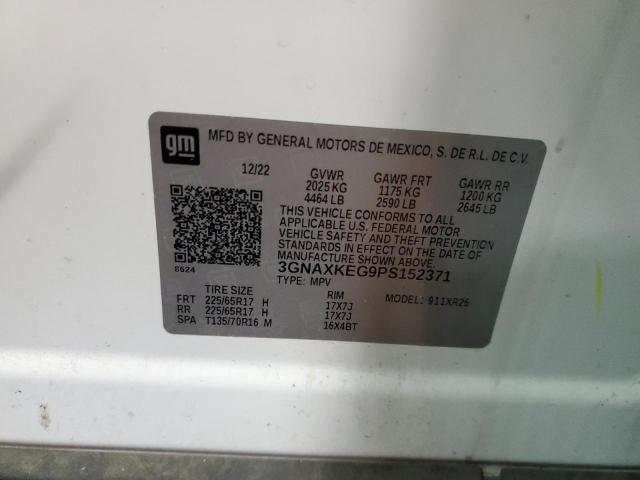 gm
MFD BY GENERAL MOTORS DE MEXICO, S. DE R.L. DE C.V.
12/22 GVWR GAWR FRT GAWR RR
2025 KG 1175 KG 1200 KG
4464 LB 2590 LB 2645 LB
THIS VEHICLE CONFORMS TO ALL
APPLICABLE U.S. FEDERAL MOTOR
VEHICLE SAFETY AND THEFT PREVENTION
STANDARDS IN EFFECT ON THE DATE OF
MANUFACTURE SHOWN ABOVE.
8624
3GNAXKEG9PS152371
TYPE: MPV
TIRE SIZE RIM MODEL: 911XR26
FRT 225/65R17 H 17X7J
RR 225/65R17 H 17X7J
SPA T135/70R16 M 16X4BT